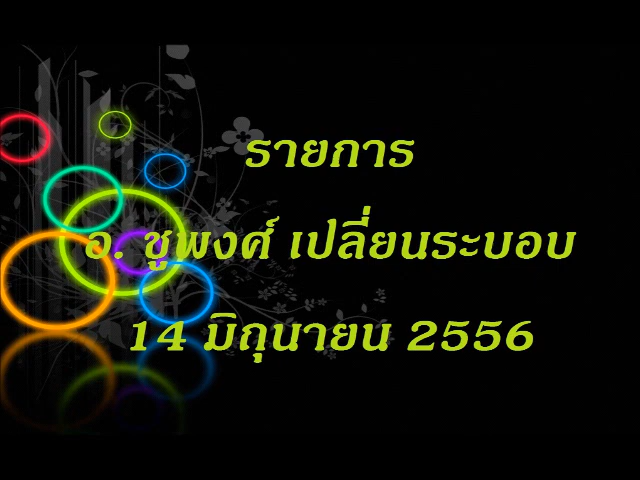 รายการ
อ. ชูพงศ์ เปลี่ยนระบอบ
14 มิถุนายน 2556